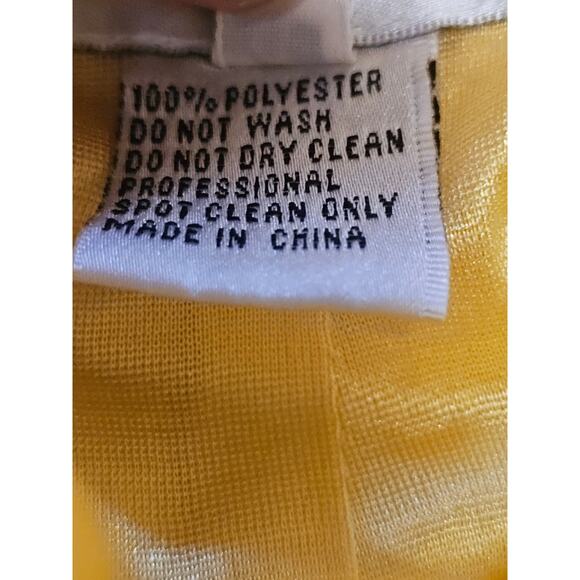 100% POLYESTER
DO NOT WASH
DO NOT DRY CLEAN
PROFESSIONAL
SPOT CLEAN ONLY
MADE IN CHINA